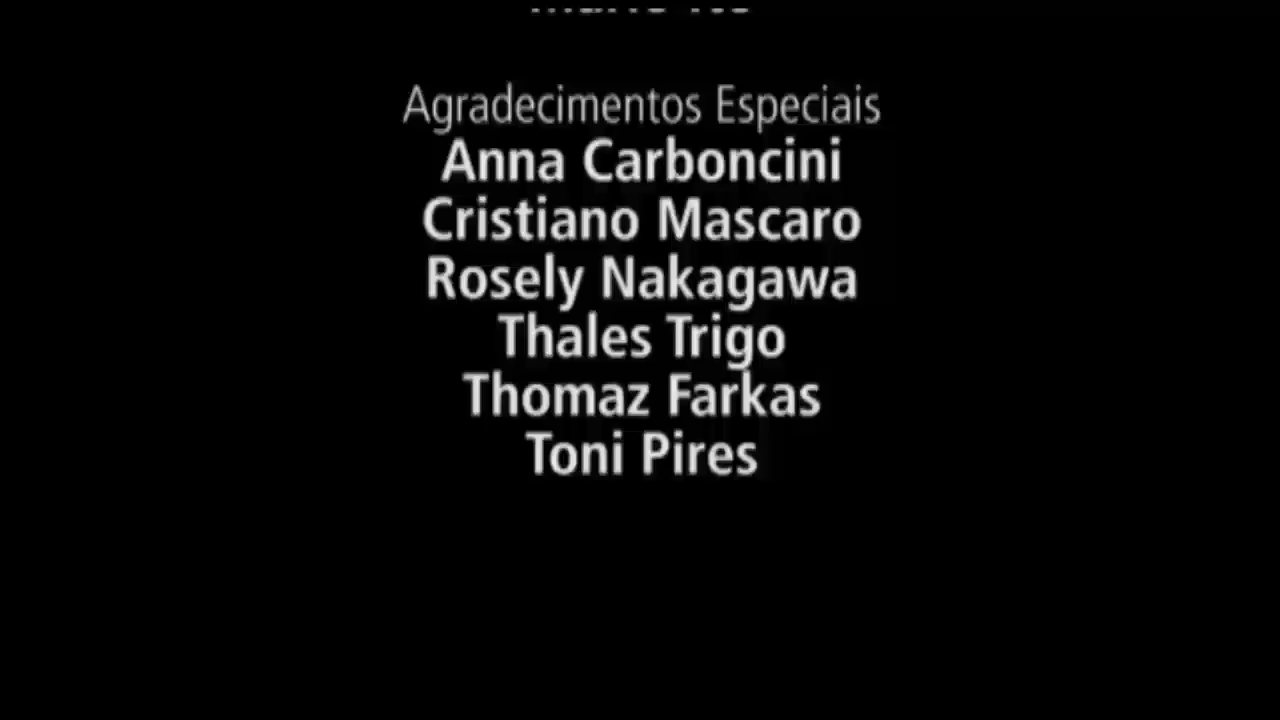 Agradecimentos Especiais
Anna Carboncini
Cristiano Mascaro
Rosely Nakagawa
Thales Trigo
Thomaz Farkas
Toni Pires